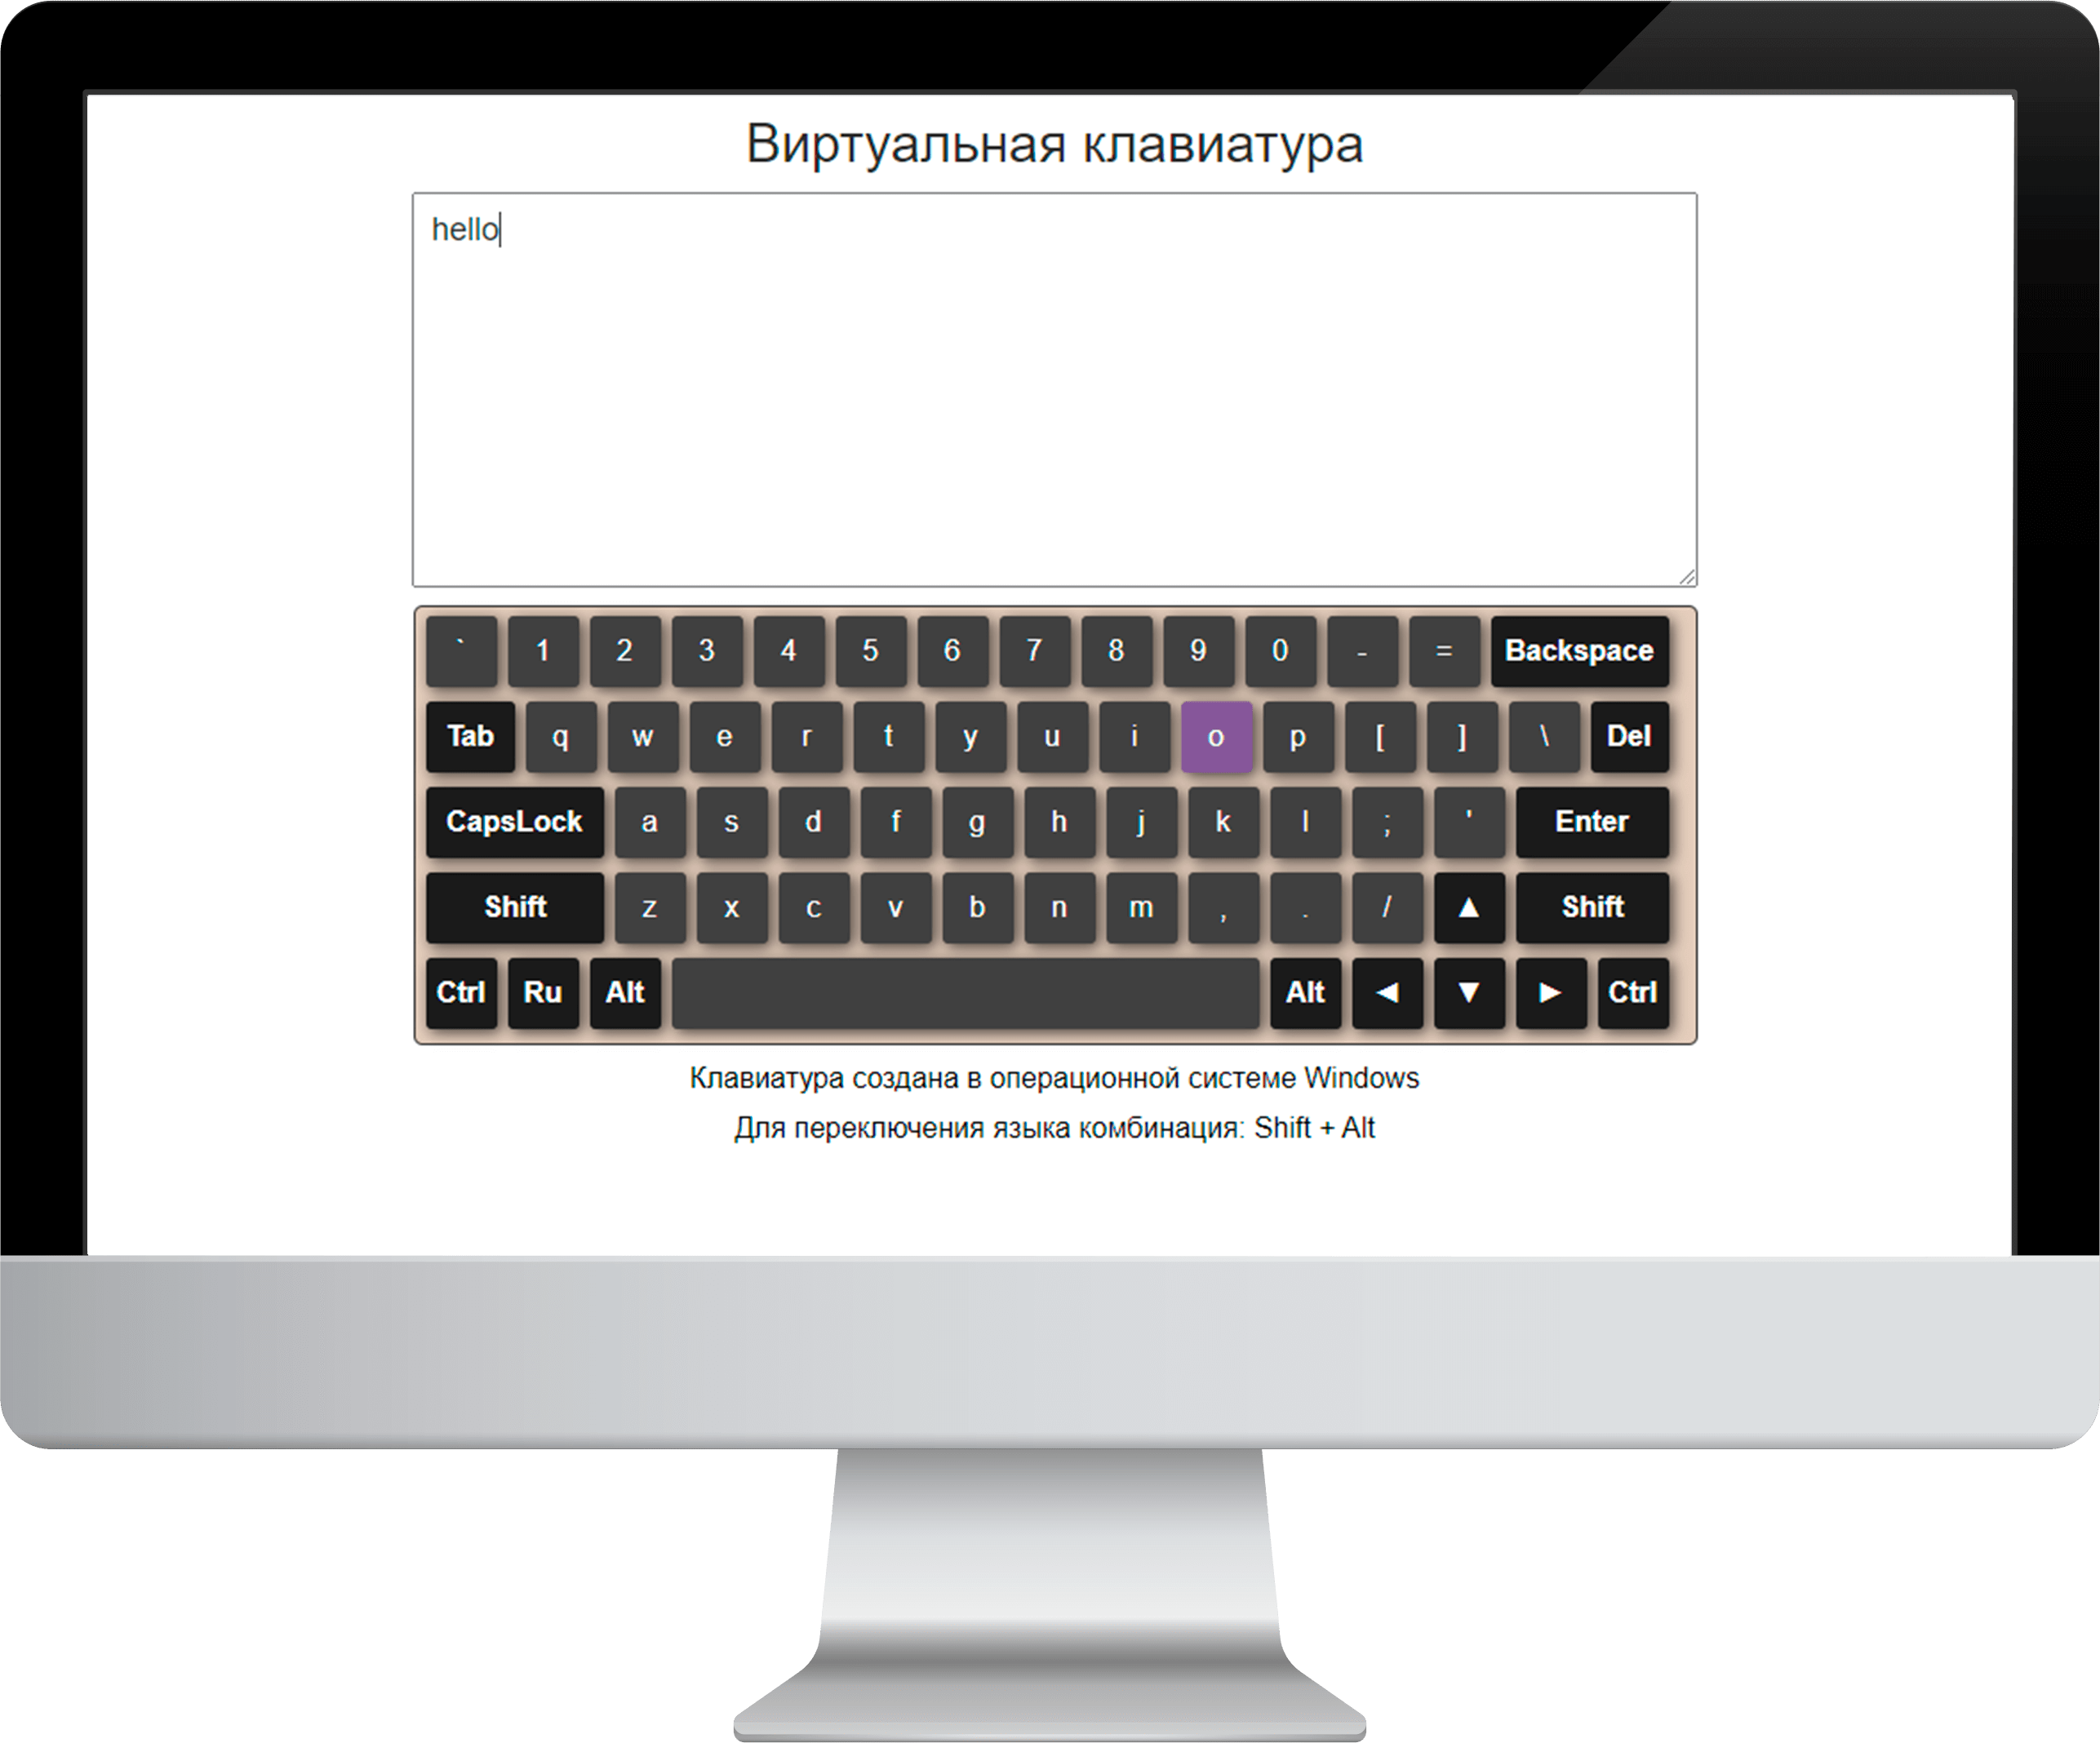 Виртуальная клавиатура
hello
` 1 2 3 4 5 6 7 8 9 0 - = Backspace
Tab q w e r t y u i o p [ ] \ Del
CapsLock a s d f g h j k l ; ' Enter
Shift z x c v b n m , . / ▲ Shift
Ctrl Ru Alt Alt ◄ ▼ ► Ctrl
Клавиатура создана в операционной системе Windows
Для переключения языка комбинация: Shift + Alt